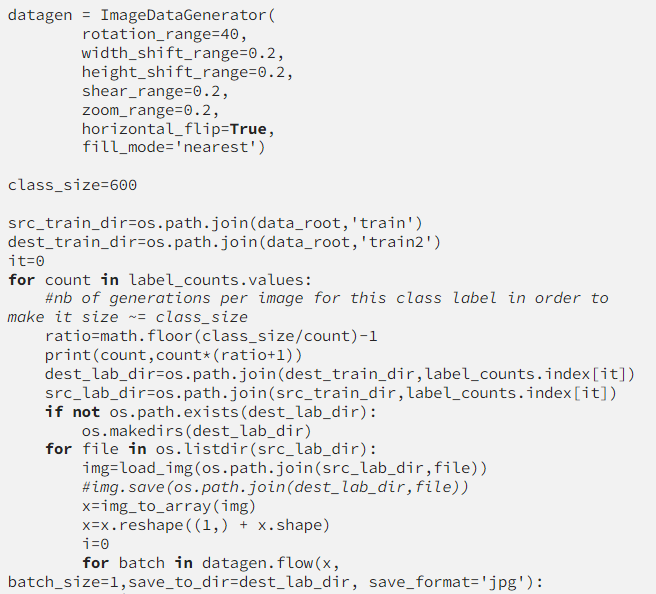 datagen = ImageDataGenerator(
        rotation_range=40,
        width_shift_range=0.2,
        height_shift_range=0.2,
        shear_range=0.2,
        zoom_range=0.2,
        horizontal_flip=True,
        fill_mode='nearest')

class_size=600

src_train_dir=os.path.join(data_root,'train')
dest_train_dir=os.path.join(data_root,'train2')
it=0
for count in label_counts.values:
    #nb of generations per image for this class label in order to
make it size ~= class_size
    ratio=math.floor(class_size/count)-1
    print(count,count*(ratio+1))
    dest_lab_dir=os.path.join(dest_train_dir,label_counts.index[it])
    src_lab_dir=os.path.join(src_train_dir,label_counts.index[it])
    if not os.path.exists(dest_lab_dir):
        os.makedirs(dest_lab_dir)
    for file in os.listdir(src_lab_dir):
        img=load_img(os.path.join(src_lab_dir,file))
        #img.save(os.path.join(dest_lab_dir,file))
        x=img_to_array(img)
        x=x.reshape((1,) + x.shape)
        i=0
        for batch in datagen.flow(x,
batch_size=1,save_to_dir=dest_lab_dir, save_format='jpg'):